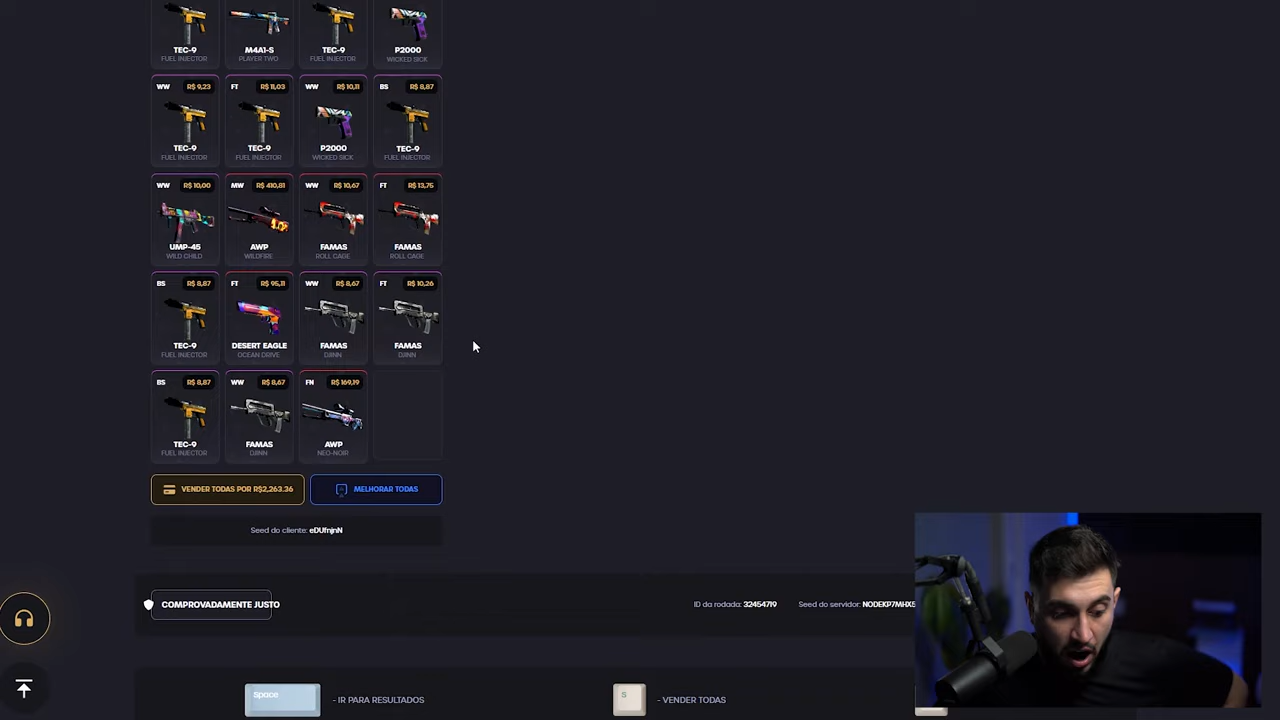 TEC-9 M4A1-S TEC-9 P2000
FUEL INJECTOR PLAYER TWO FUEL INJECTOR WICKED SICK
WW R$ 9,23 FT R$ 11,03 WW R$ 10,11 BS R$ 8,87
TEC-9 TEC-9 P2000 TEC-9
FUEL INJECTOR FUEL INJECTOR WICKED SICK FUEL INJECTOR
WW R$ 10,00 MW R$ 410,81 WW R$ 10,67 FT R$ 13,75
UMP-45 AWP FAMAS FAMAS
WILD CHILD WILDFIRE ROLL CAGE ROLL CAGE
BS R$ 8,87 FT R$ 95,11 WW R$ 8,67 FT R$ 10,26
TEC-9 DESERT EAGLE FAMAS FAMAS
FUEL INJECTOR OCEAN DRIVE DJINN DJINN
BS R$ 8,87 WW R$ 8,67 FN R$ 169,19
TEC-9 FAMAS AWP
FUEL INJECTOR DJINN NEO-NOIR
VENDER TODAS POR R$2,263.36 MELHORAR TODAS
Seed do cliente: eDUfnjnN
COMPROVADAMENTE JUSTO ID da rodada: 32454719 Seed do servidor: NODEKP7MHX5
Space - IR PARA RESULTADOS S - VENDER TODAS